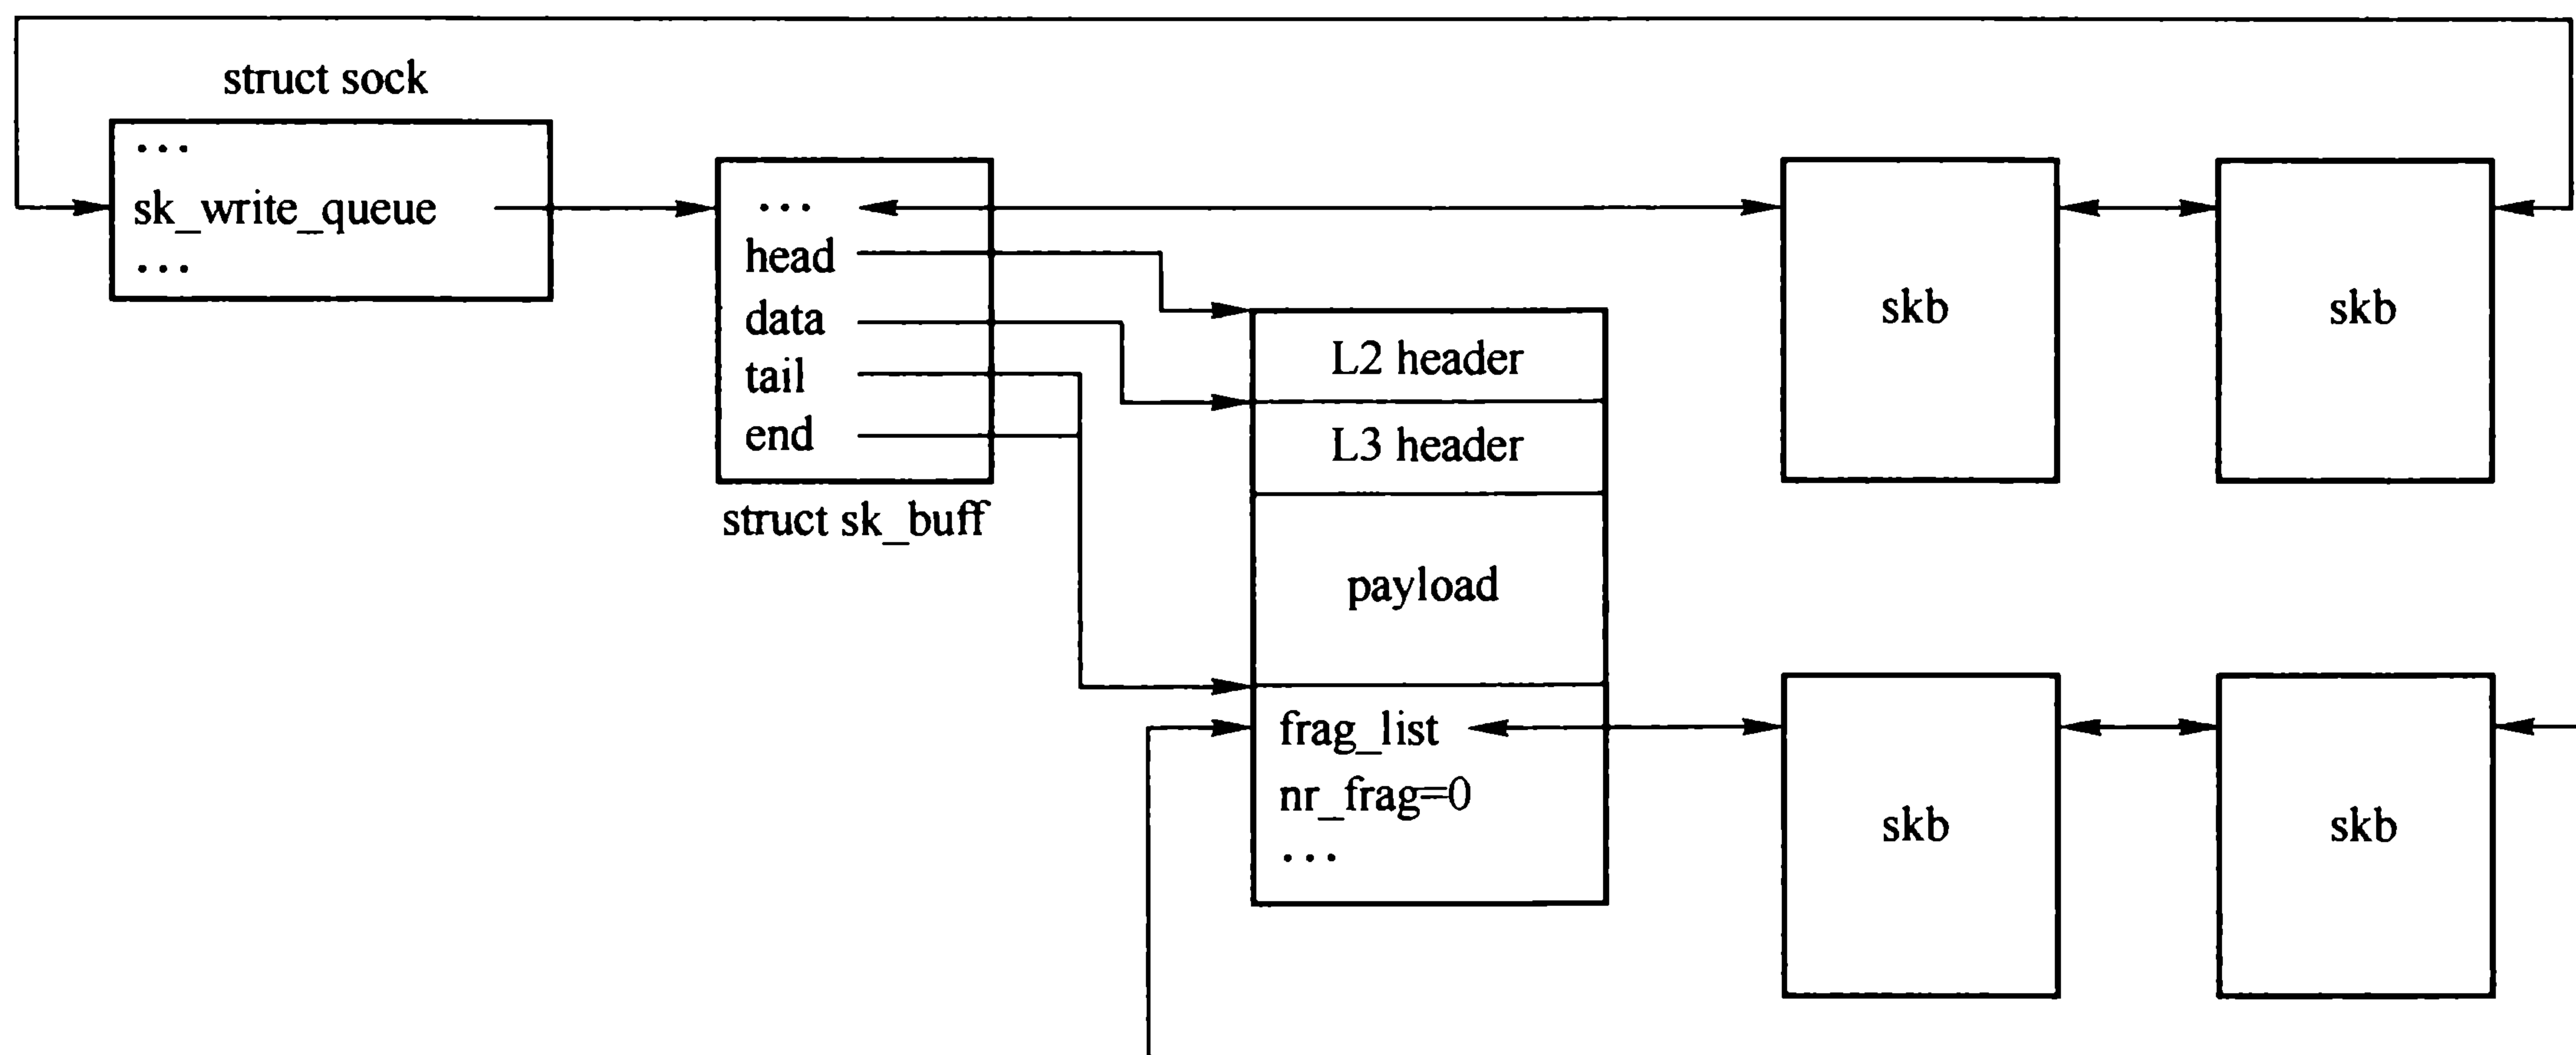 struct sock
...
sk_write_queue
...
...
head
data
tail
end
struct sk_buff
L2 header
L3 header
payload
frag_list
nr_frag=0
...
skb
skb
skb
skb